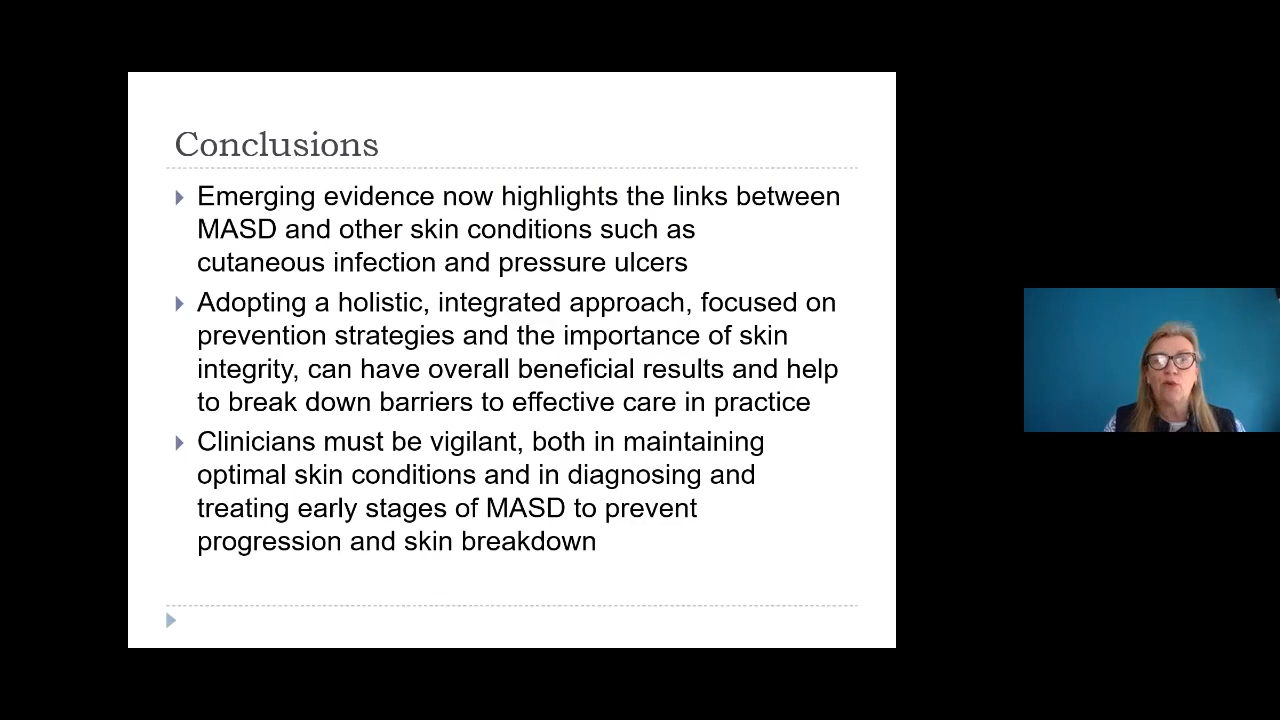 Conclusions
Emerging evidence now highlights the links between
MASD and other skin conditions such as
cutaneous infection and pressure ulcers
Adopting a holistic, integrated approach, focused on
prevention strategies and the importance of skin
integrity, can have overall beneficial results and help
to break down barriers to effective care in practice
Clinicians must be vigilant, both in maintaining
optimal skin conditions and in diagnosing and
treating early stages of MASD to prevent
progression and skin breakdown